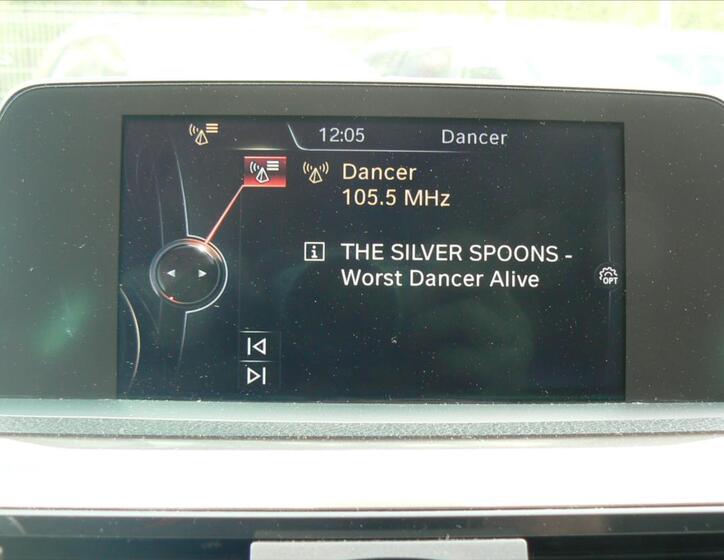 12:05 Dancer
Dancer
105.5 MHz
THE SILVER SPOONS -
Worst Dancer Alive
OPT